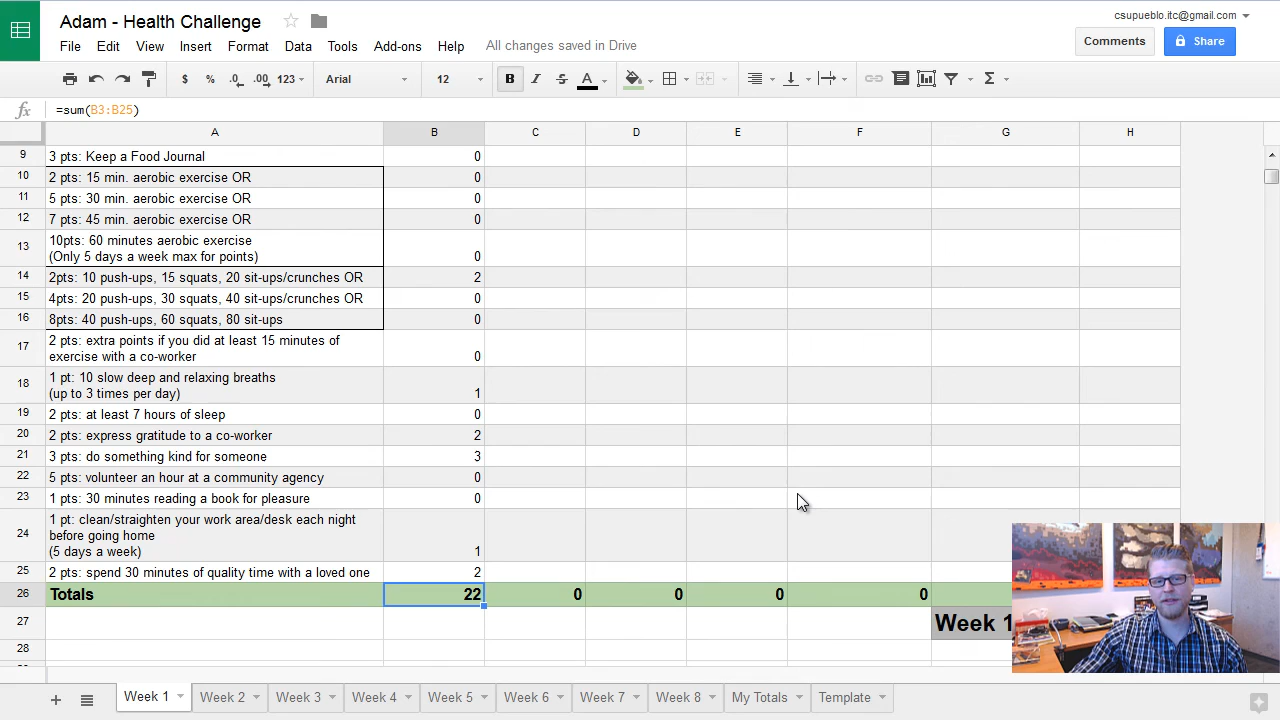 Adam - Health Challenge
csupueblo.itc@gmail.com
File Edit View Insert Format Data Tools Add-ons Help All changes saved in Drive
Comments
Share
$ % .0 .00 123 Arial 12 B I S A Σ
fx =sum(B3:B25)
A B C D E F G H
9 3 pts: Keep a Food Journal 0
10 2 pts: 15 min. aerobic exercise OR 0
11 5 pts: 30 min. aerobic exercise OR 0
12 7 pts: 45 min. aerobic exercise OR 0
13 10pts: 60 minutes aerobic exercise
(Only 5 days a week max for points) 0
14 2pts: 10 push-ups, 15 squats, 20 sit-ups/crunches OR 2
15 4pts: 20 push-ups, 30 squats, 40 sit-ups/crunches OR 0
16 8pts: 40 push-ups, 60 squats, 80 sit-ups 0
17 2 pts: extra points if you did at least 15 minutes of
exercise with a co-worker 0
18 1 pt: 10 slow deep and relaxing breaths
(up to 3 times per day) 1
19 2 pts: at least 7 hours of sleep 0
20 2 pts: express gratitude to a co-worker 2
21 3 pts: do something kind for someone 3
22 5 pts: volunteer an hour at a community agency 0
23 1 pts: 30 minutes reading a book for pleasure 0
24 1 pt: clean/straighten your work area/desk each night
before going home
(5 days a week) 1
25 2 pts: spend 30 minutes of quality time with a loved one 2
26 Totals 22 0 0 0 0
27 Week 1
28
Week 1 Week 2 Week 3 Week 4 Week 5 Week 6 Week 7 Week 8 My Totals Template